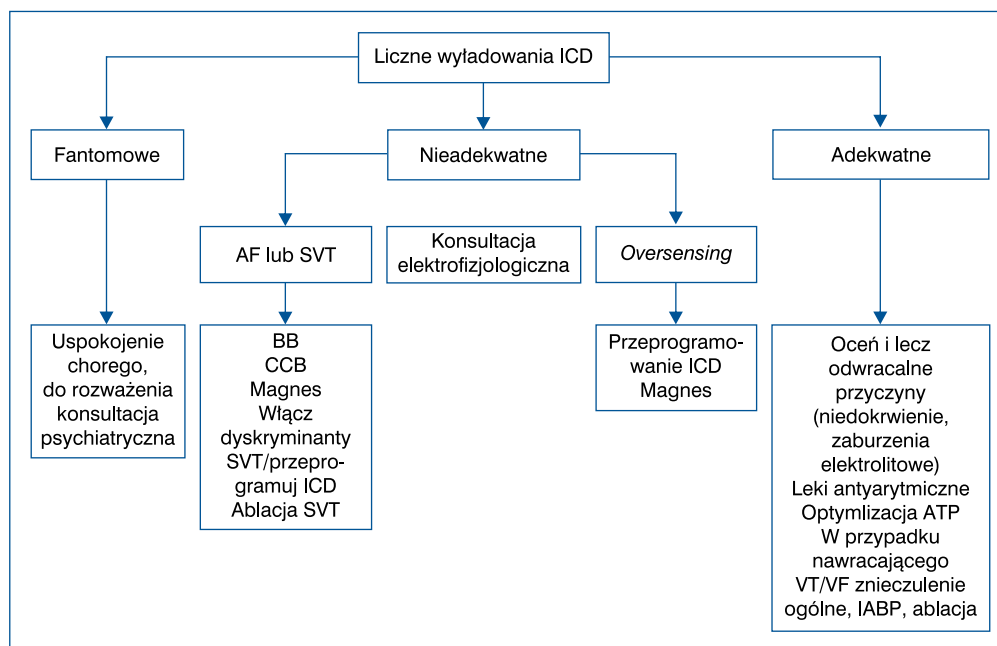 Liczne wyładowania ICD
Fantomowe
Nieadekwatne
Adekwatne
AF lub SVT
Konsultacja
elektrofizjologiczna
Oversensing
Uspokojenie
chorego,
do rozważenia
konsultacja
psychiatryczna
BB
CCB
Magnes
Włącz
dyskryminanty
SVT/przepro-
gramuj ICD
Ablacja SVT
Przeprogramo-
wanie ICD
Magnes
Oceń i lecz
odwracalne
przyczyny
(niedokrwienie,
zaburzenia
elektrolitowe)
Leki antyarytmiczne
Optymlizacja ATP
W przypadku
nawracającego
VT/VF znieczulenie
ogólne, IABP, ablacja